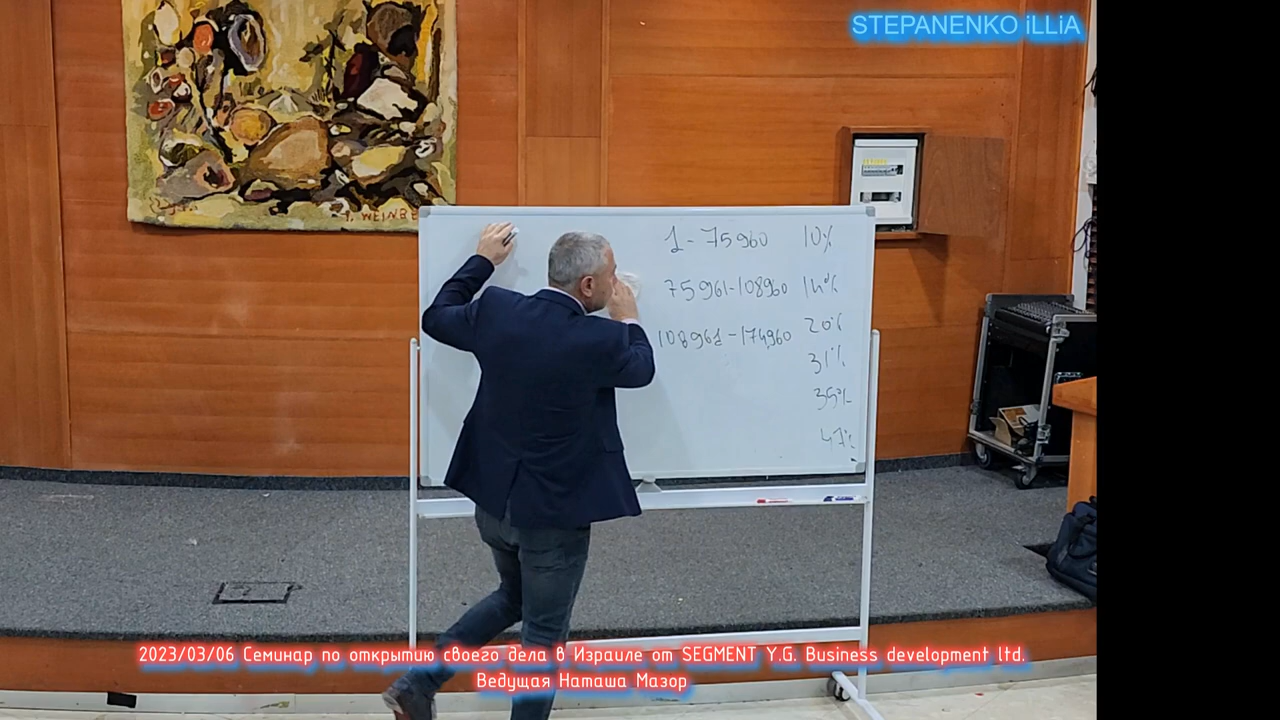 STEPANENKO iLLiA
1 - 75960 10%
75961-108960 14%
108961-174960 20%
31%
35%
47%
2023/03/06 Семинар по открытию своего дела в Израиле от SEGMENT Y.G. Business development ltd.
Ведущая Наташа Мазор